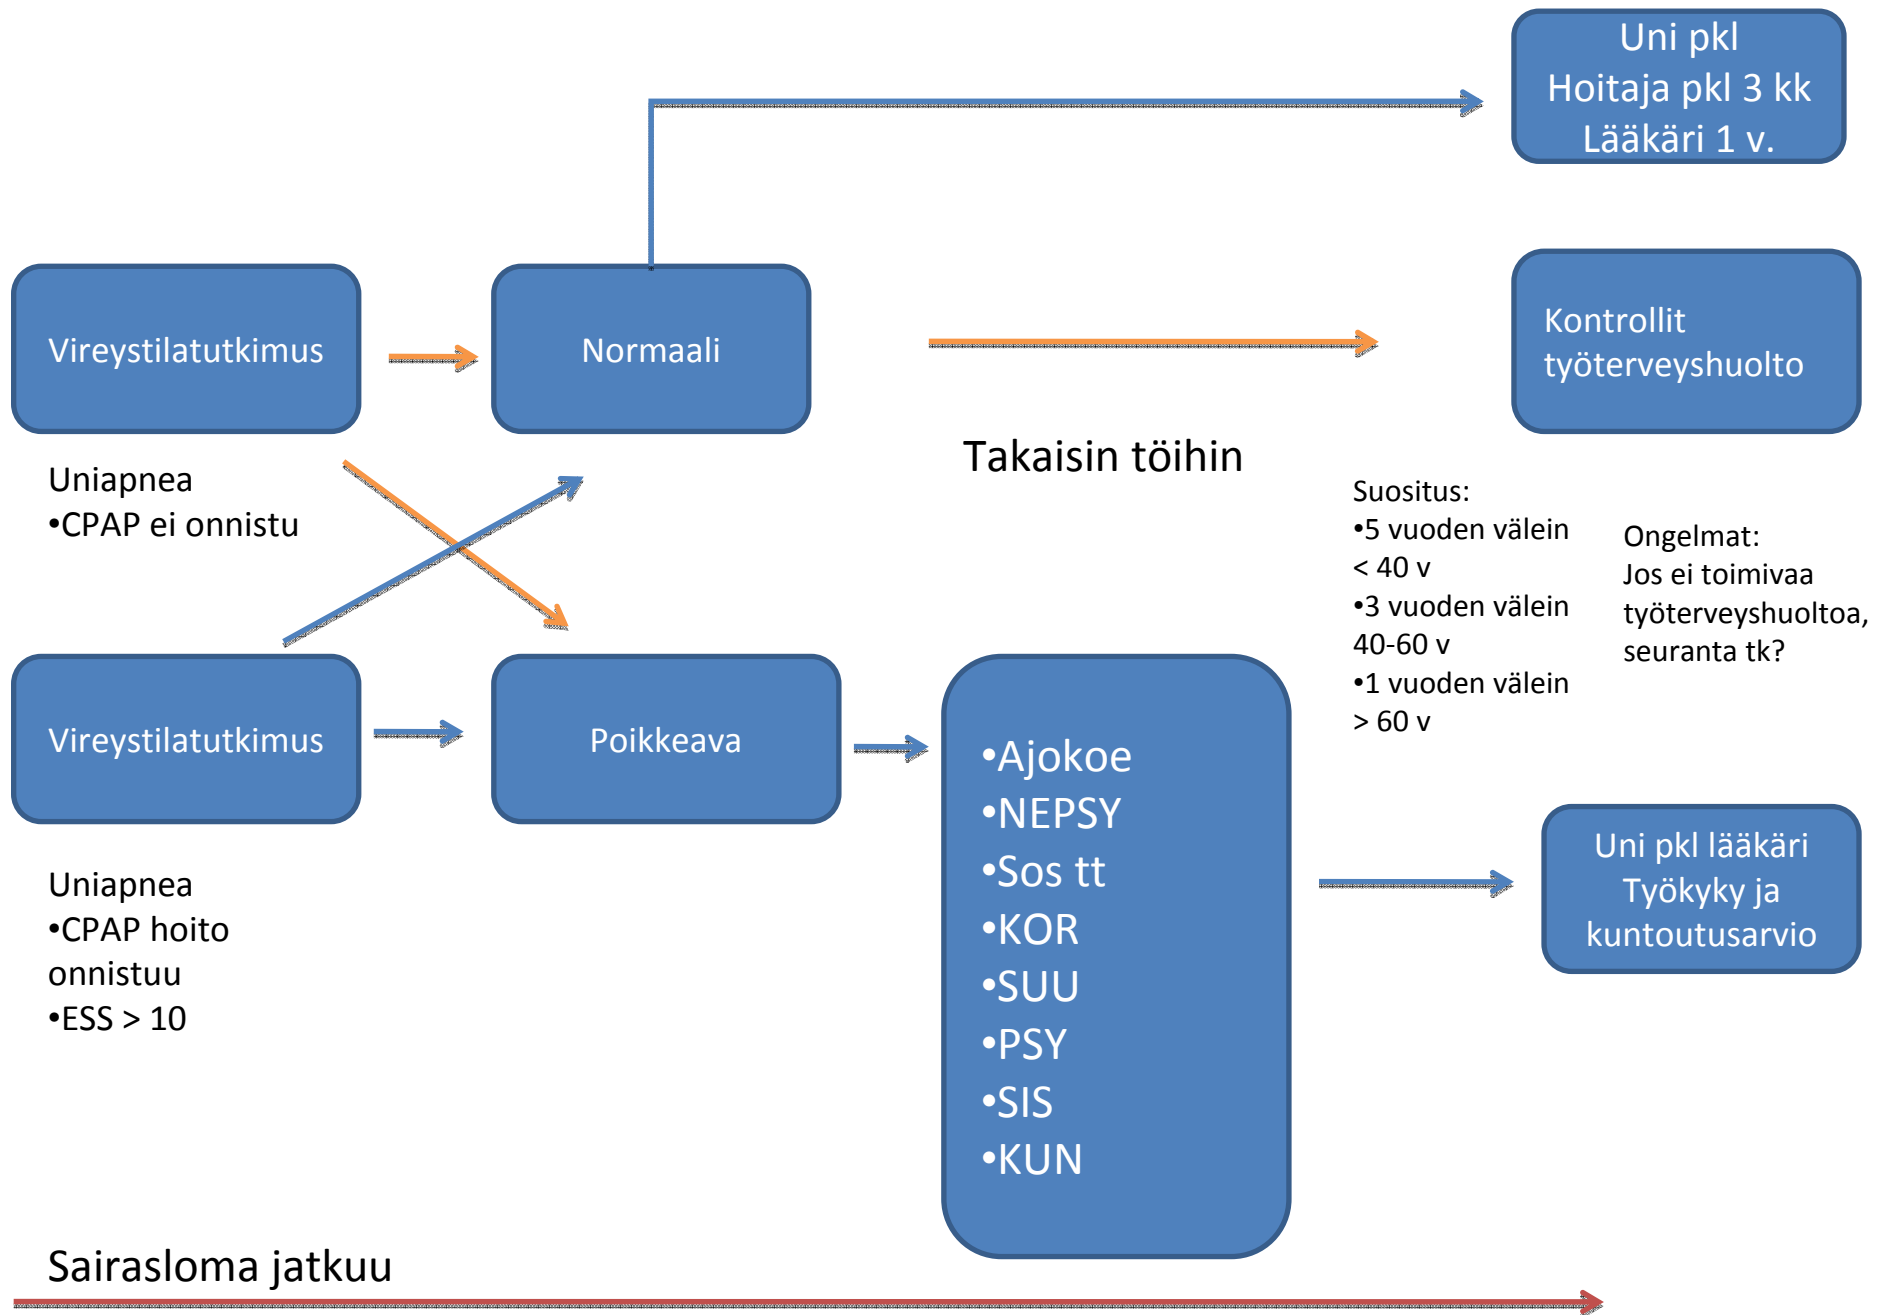 Uni pkl
Hoitaja pkl 3 kk
Lääkäri 1 v.
Vireystilatutkimus
Normaali
Kontrollit
työterveyshuolto
Uniapnea
•CPAP ei onnistu
Takaisin töihin
Suositus:
•5 vuoden välein
< 40 v
•3 vuoden välein
40-60 v
•1 vuoden välein
> 60 v
Ongelmat:
Jos ei toimivaa
työterveyshuoltoa,
seuranta tk?
Vireystilatutkimus
Poikkeava
•Ajokoe
•NEPSY
•Sos tt
•KOR
•SUU
•PSY
•SIS
•KUN
Uni pkl lääkäri
Työkyky ja
kuntoutusarvio
Uniapnea
•CPAP hoito
onnistuu
•ESS > 10
Sairasloma jatkuu